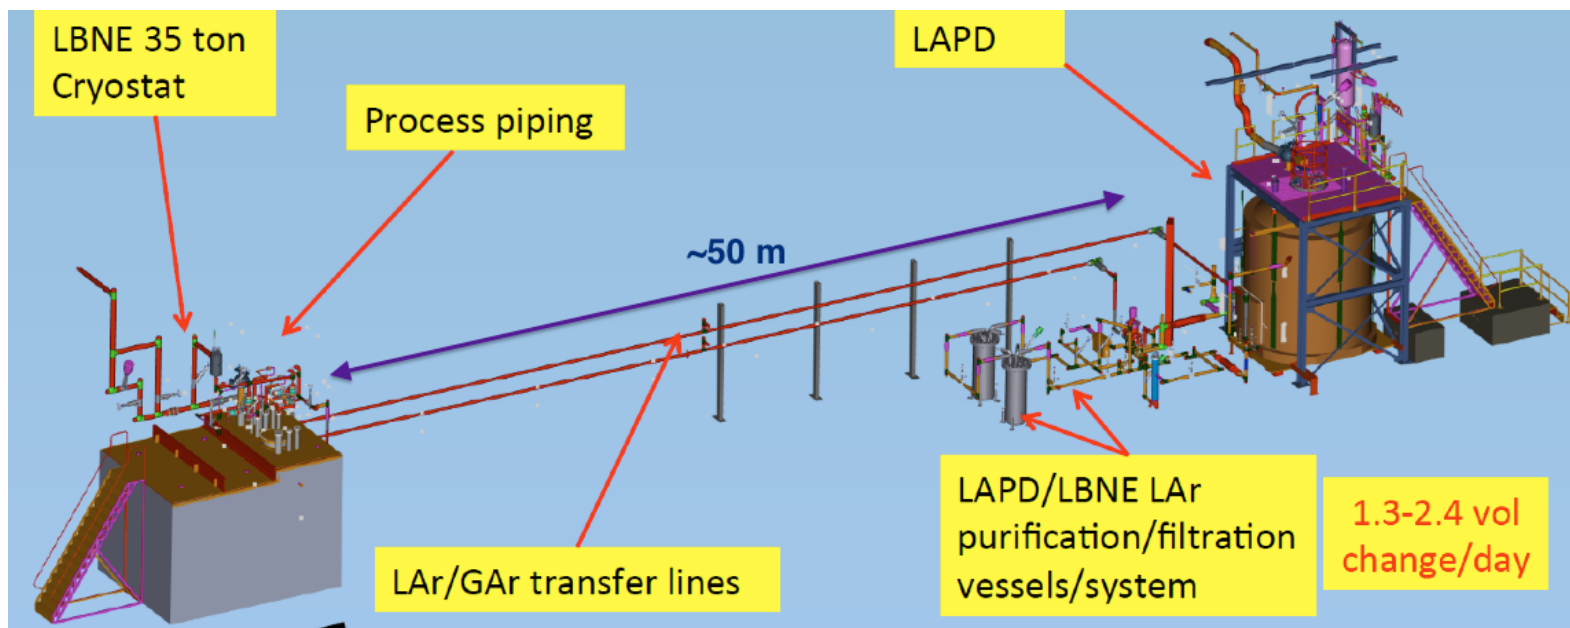 LBNE 35 ton
Cryostat
Process piping
LAPD
~50 m
LAr/GAr transfer lines
LAPD/LBNE LAr
purification/filtration
vessels/system
1.3-2.4 vol
change/day